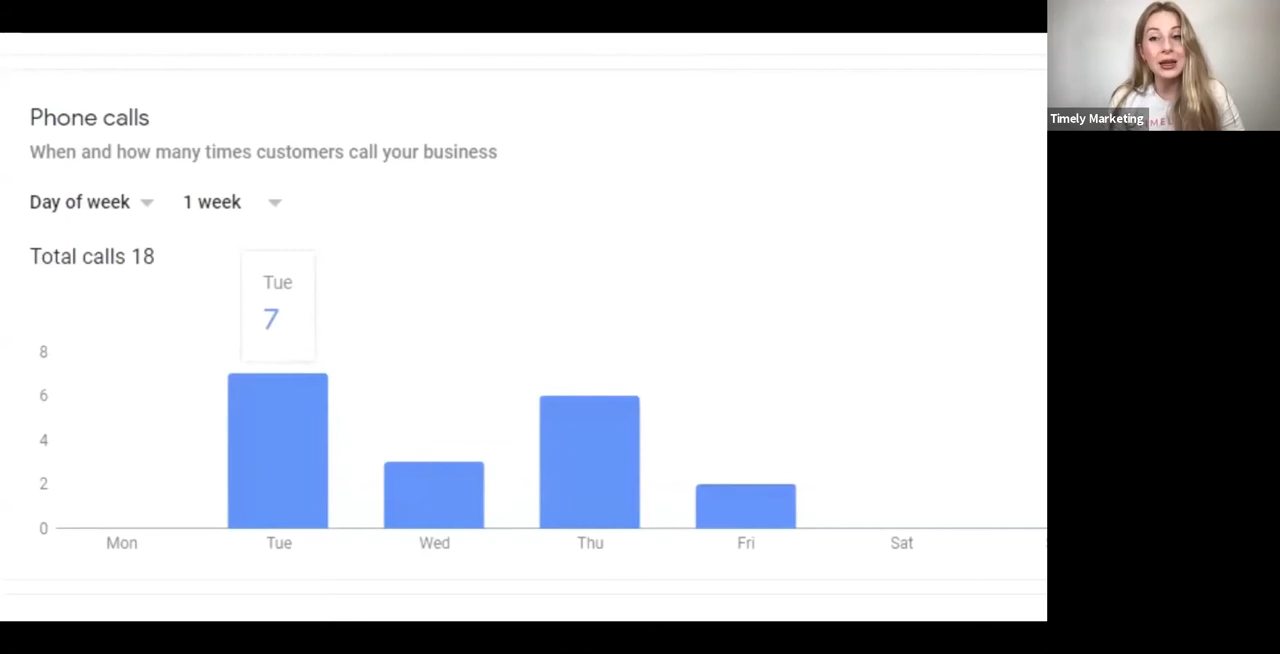 Phone calls
When and how many times customers call your business
Day of week 1 week
Total calls 18
Tue
7
8
6
4
2
0
Mon Tue Wed Thu Fri Sat
Timely Marketing